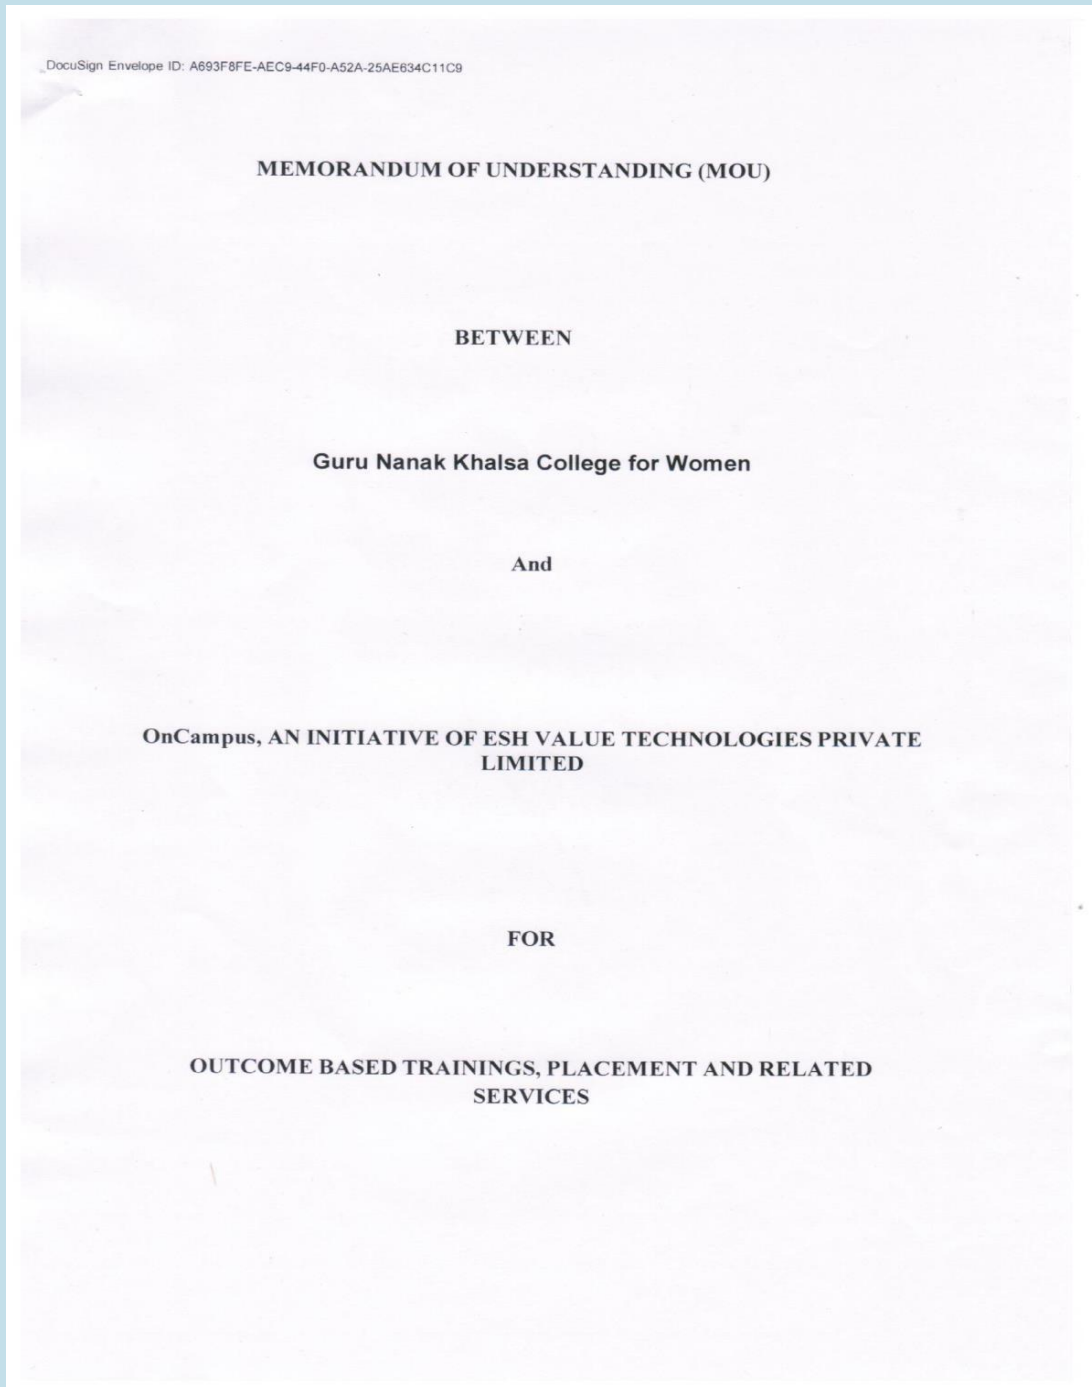 DocuSign Envelope ID: A693F8FE-AEC9-44F0-A52A-25AE634C11C9
MEMORANDUM OF UNDERSTANDING (MOU)
BETWEEN
Guru Nanak Khalsa College for Women
And
OnCampus, AN INITIATIVE OF ESH VALUE TECHNOLOGIES PRIVATE
LIMITED
FOR
OUTCOME BASED TRAININGS, PLACEMENT AND RELATED
SERVICES